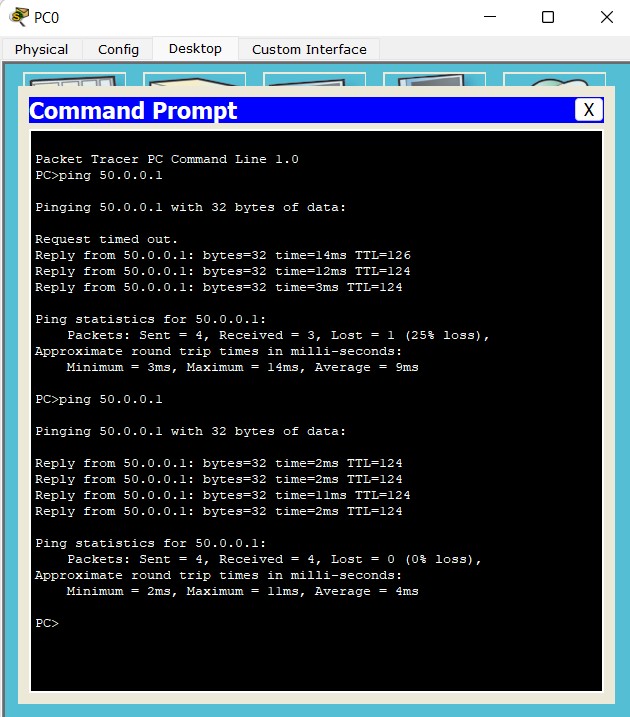 PC0
Physical Config Desktop Custom Interface
Command Prompt X
Packet Tracer PC Command Line 1.0
PC>ping 50.0.0.1
Pinging 50.0.0.1 with 32 bytes of data:
Request timed out.
Reply from 50.0.0.1: bytes=32 time=14ms TTL=126
Reply from 50.0.0.1: bytes=32 time=12ms TTL=124
Reply from 50.0.0.1: bytes=32 time=3ms TTL=124
Ping statistics for 50.0.0.1:
Packets: Sent = 4, Received = 3, Lost = 1 (25% loss),
Approximate round trip times in milli-seconds:
Minimum = 3ms, Maximum = 14ms, Average = 9ms
PC>ping 50.0.0.1
Pinging 50.0.0.1 with 32 bytes of data:
Reply from 50.0.0.1: bytes=32 time=2ms TTL=124
Reply from 50.0.0.1: bytes=32 time=2ms TTL=124
Reply from 50.0.0.1: bytes=32 time=11ms TTL=124
Reply from 50.0.0.1: bytes=32 time=2ms TTL=124
Ping statistics for 50.0.0.1:
Packets: Sent = 4, Received = 4, Lost = 0 (0% loss),
Approximate round trip times in milli-seconds:
Minimum = 2ms, Maximum = 11ms, Average = 4ms
PC>